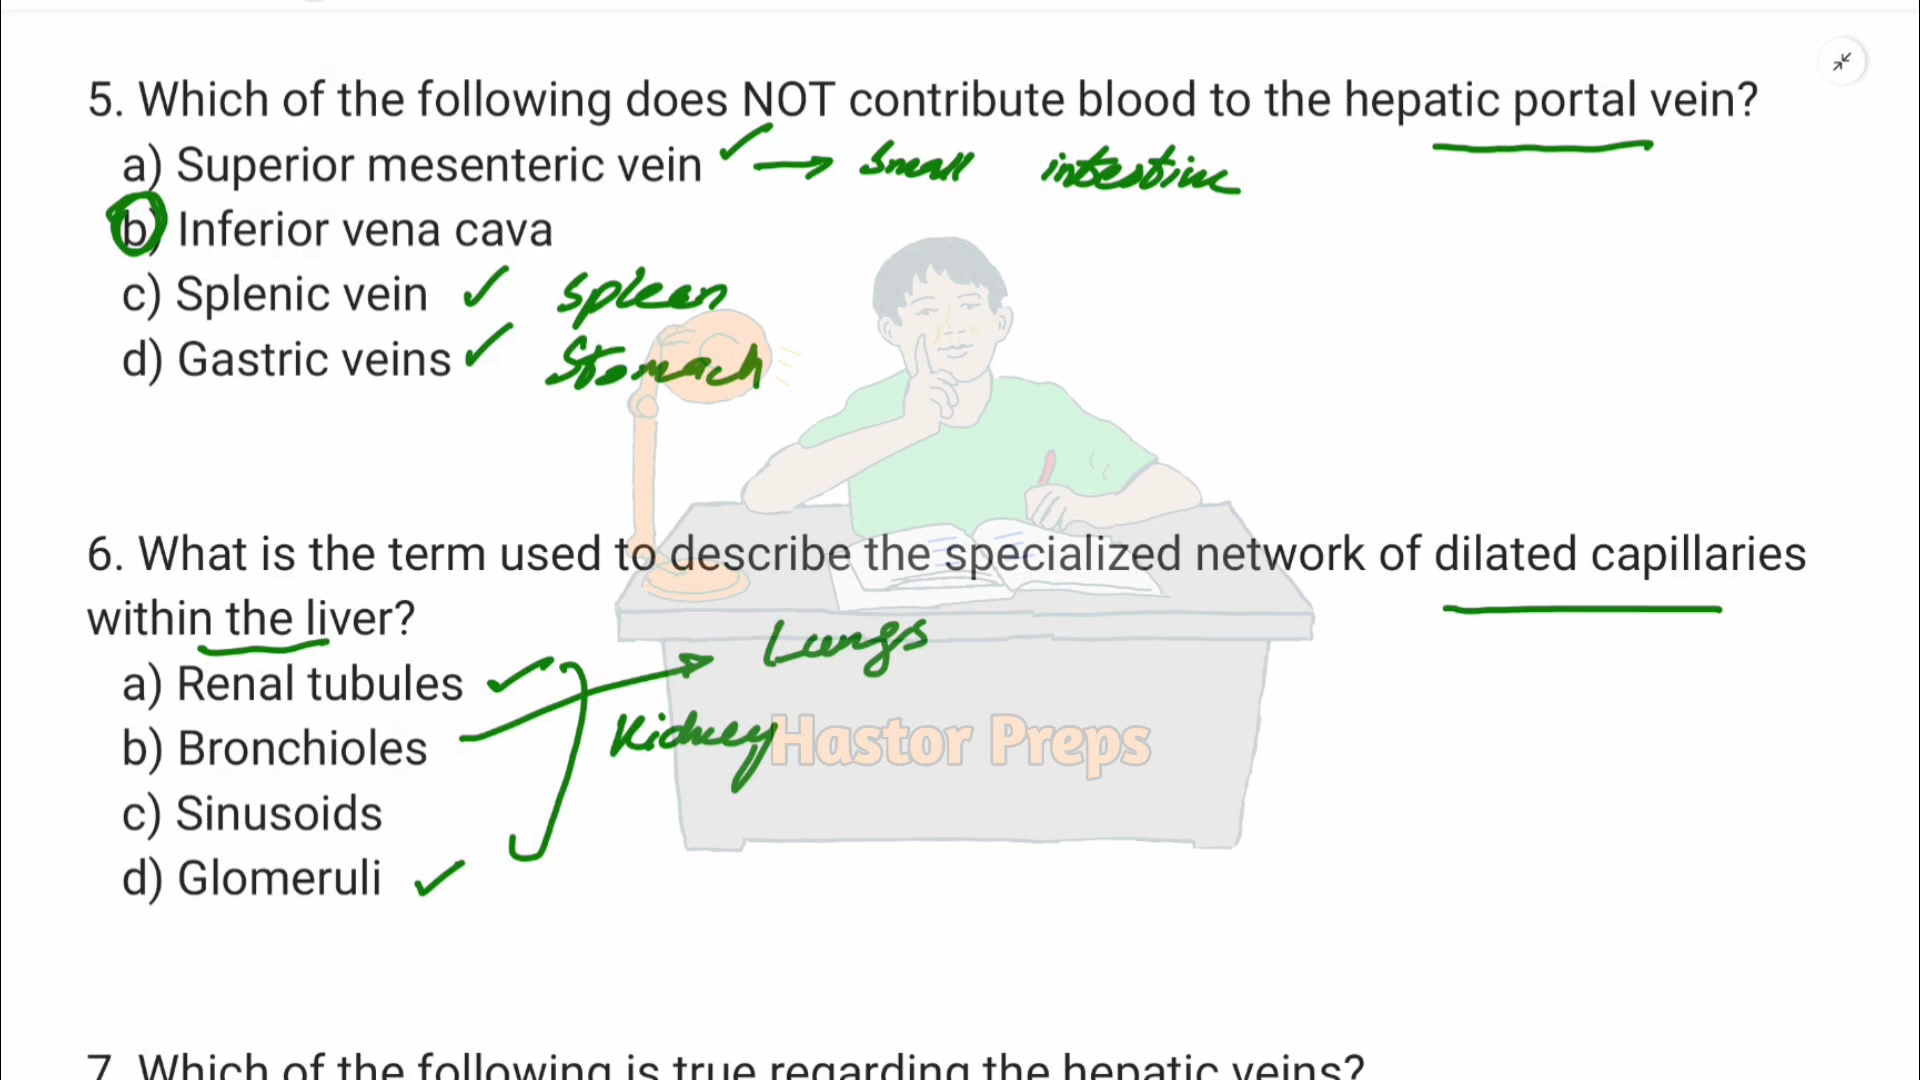 5. Which of the following does NOT contribute blood to the hepatic portal vein?
a) Superior mesenteric vein ✓ → Small intestine
b) Inferior vena cava
c) Splenic vein ✓ Spleen
d) Gastric veins ✓ Stomach
6. What is the term used to describe the specialized network of dilated capillaries
within the liver?
Lungs
a) Renal tubules ✓
b) Bronchioles
Kidney
Hastor Preps
c) Sinusoids
d) Glomeruli ✓
7. Which of the following is true regarding the hepatic veins?